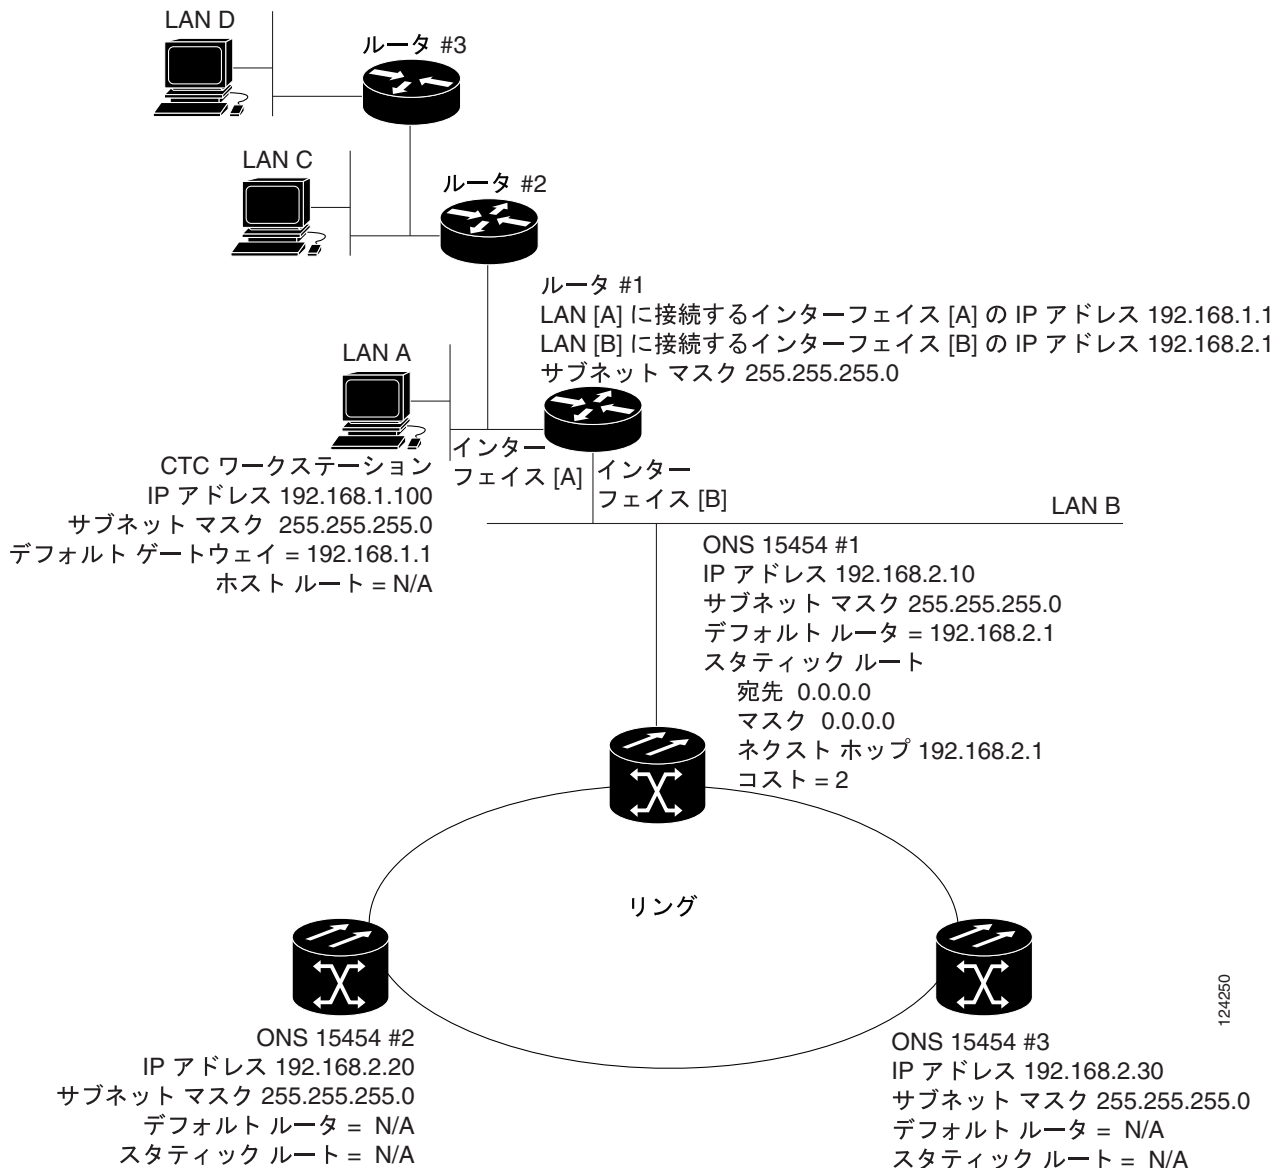 LAN D
ルータ #3
LAN C
ルータ #2
ルータ #1
LAN [A] に接続するインターフェイス [A] の IP アドレス 192.168.1.1
LAN [B] に接続するインターフェイス [B] の IP アドレス 192.168.2.1
サブネット マスク 255.255.255.0
LAN A
インター
フェイス [A]
インター
フェイス [B]
CTC ワークステーション
IP アドレス 192.168.1.100
サブネット マスク 255.255.255.0
デフォルト ゲートウェイ = 192.168.1.1
ホスト ルート = N/A
LAN B
ONS 15454 #1
IP アドレス 192.168.2.10
サブネット マスク 255.255.255.0
デフォルト ルータ = 192.168.2.1
スタティック ルート
宛先 0.0.0.0
マスク 0.0.0.0
ネクスト ホップ 192.168.2.1
コスト = 2
リング
ONS 15454 #2
IP アドレス 192.168.2.20
サブネット マスク 255.255.255.0
デフォルト ルータ = N/A
スタティック ルート = N/A
ONS 15454 #3
IP アドレス 192.168.2.30
サブネット マスク 255.255.255.0
デフォルト ルータ = N/A
スタティック ルート = N/A
124250